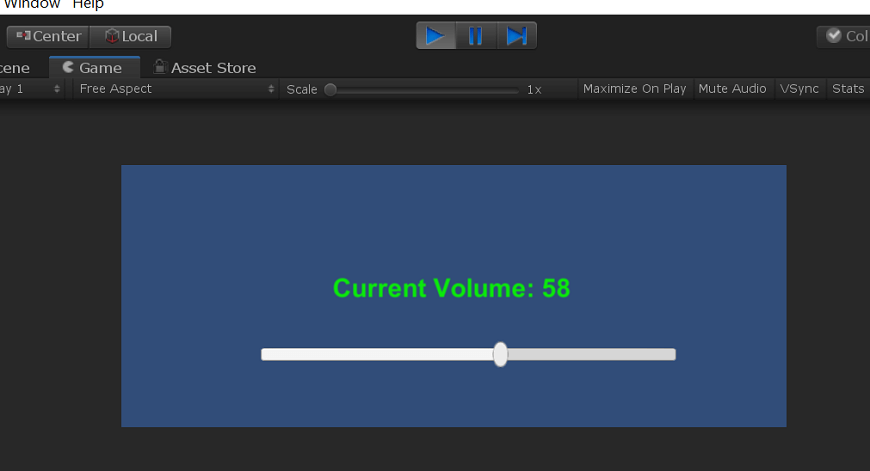 Window Help
Center Local Col
cene Game Asset Store
ay 1 Free Aspect Scale 1x Maximize On Play Mute Audio VSync Stats
Current Volume: 58